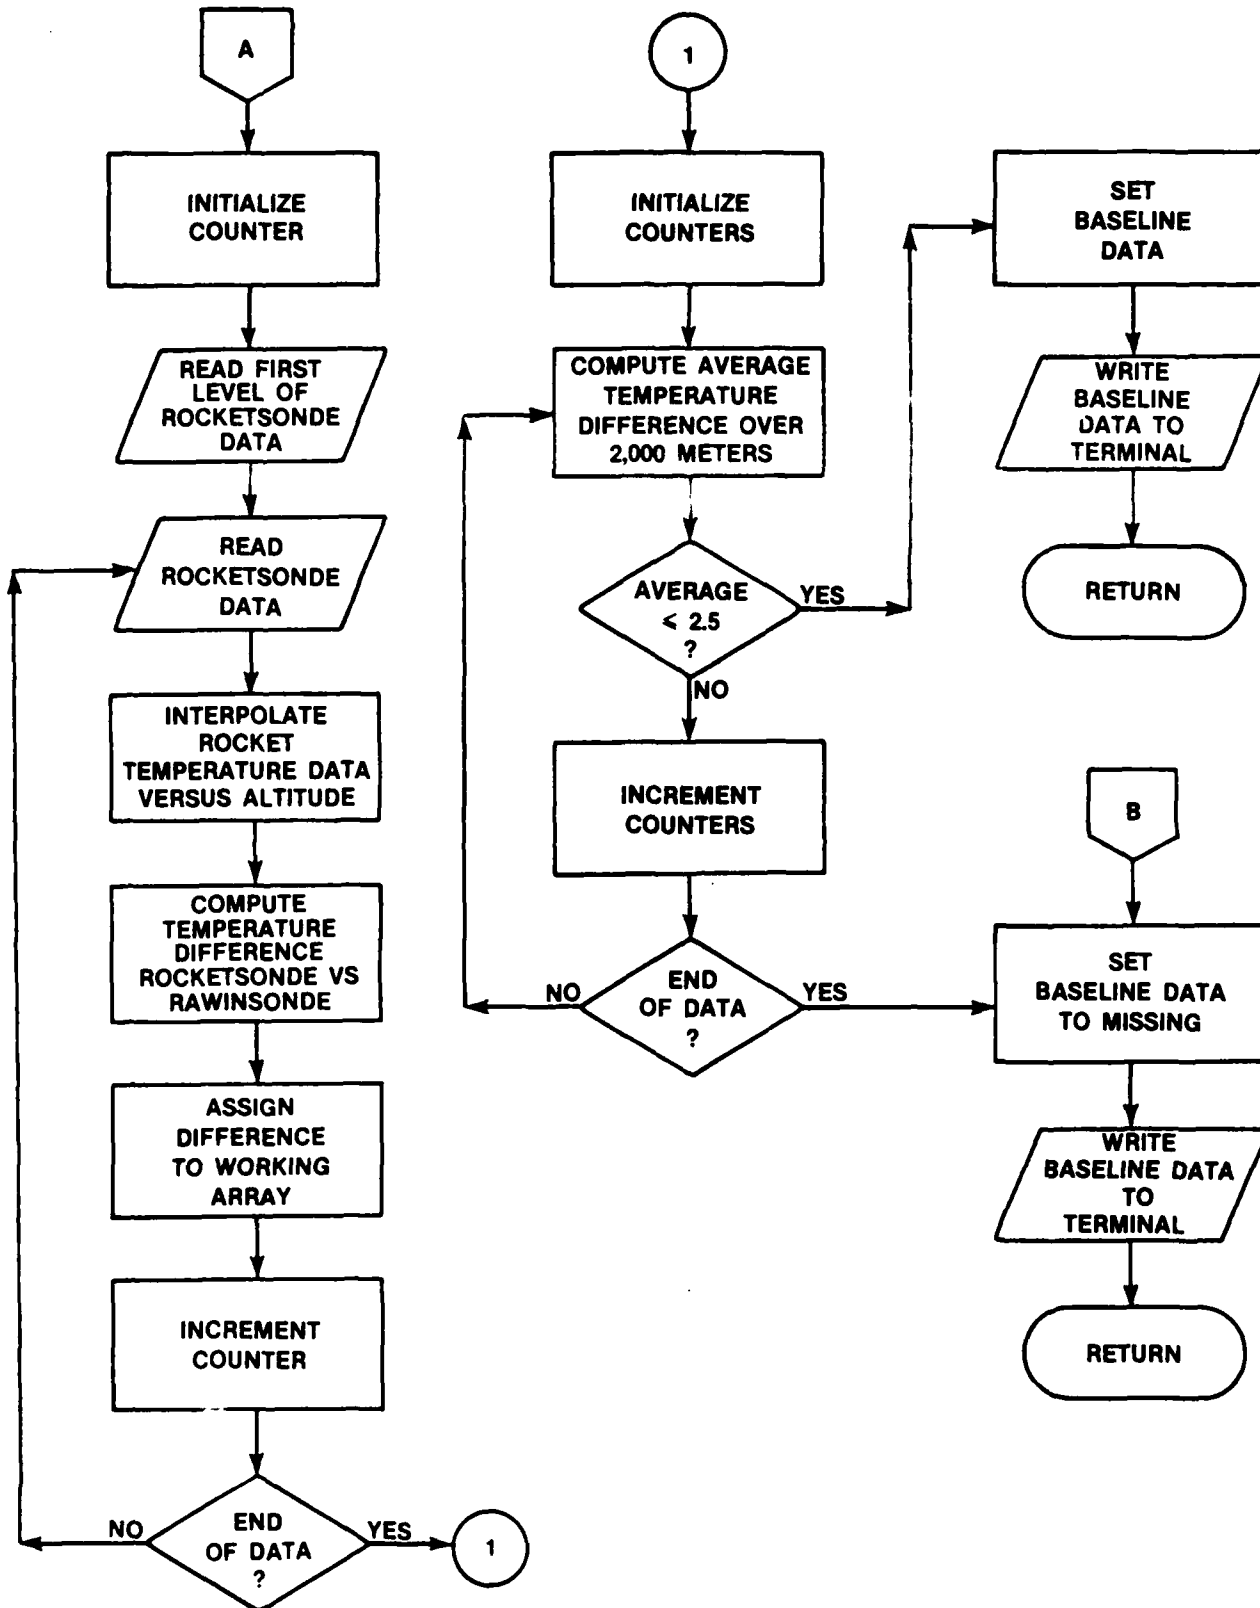 A
INITIALIZE
COUNTER
READ FIRST
LEVEL OF
ROCKETSONDE
DATA
READ
ROCKETSONDE
DATA
INTERPOLATE
ROCKET
TEMPERATURE DATA
VERSUS ALTITUDE
COMPUTE
TEMPERATURE
DIFFERENCE
ROCKETSONDE VS
RAWINSONDE
ASSIGN
DIFFERENCE
TO WORKING
ARRAY
INCREMENT
COUNTER
END
OF DATA
?
NO
YES
1
1
INITIALIZE
COUNTERS
COMPUTE AVERAGE
TEMPERATURE
DIFFERENCE OVER
2,000 METERS
AVERAGE
⩽ 2.5
?
YES
NO
INCREMENT
COUNTERS
END
OF DATA
?
NO
YES
SET
BASELINE
DATA
WRITE
BASELINE
DATA TO
TERMINAL
RETURN
B
SET
BASELINE DATA
TO MISSING
WRITE
BASELINE DATA
TO
TERMINAL
RETURN